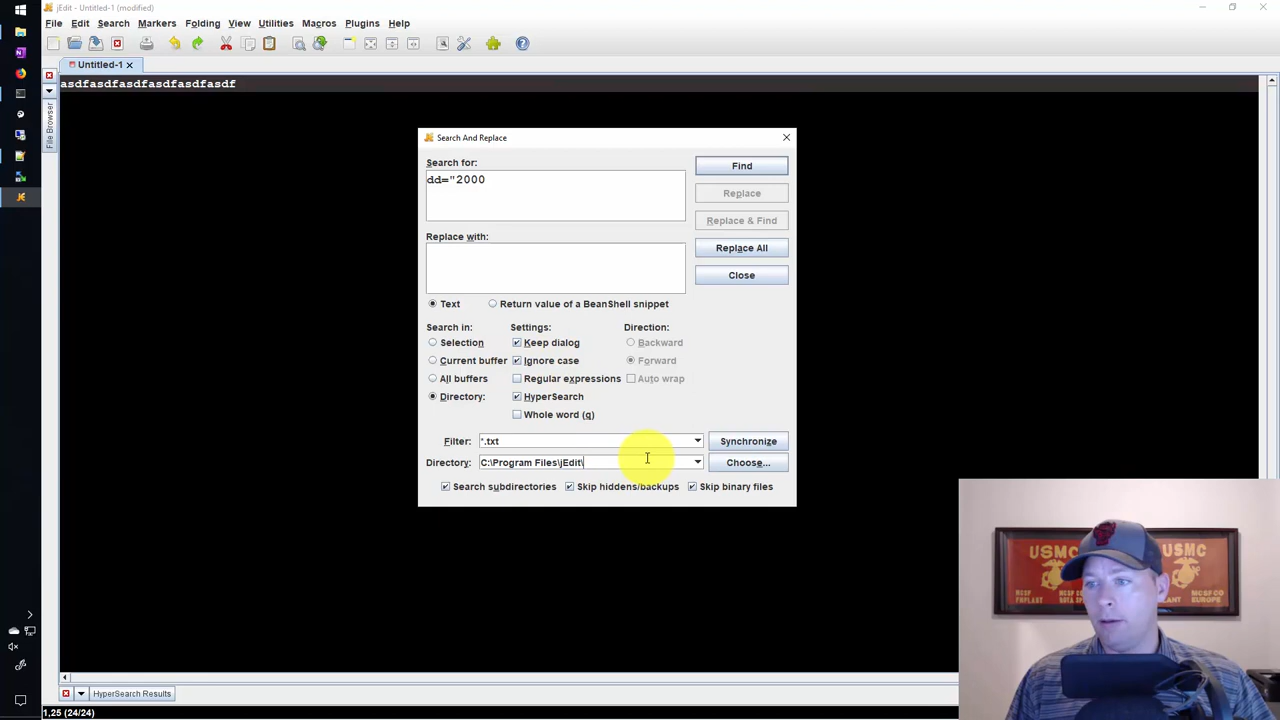 jEdit - Untitled-1 (modified)
File Edit Search Markers Folding View Utilities Macros Plugins Help
Untitled-1
asdfasdfasdfasdfasdfasdf
File Browser
Search And Replace
Search for:
Find
dd="2000
Replace
Replace & Find
Replace with:
Replace All
Close
Text Return value of a BeanShell snippet
Search in: Settings: Direction:
Selection Keep dialog Backward
Current buffer Ignore case Forward
All buffers Regular expressions Auto wrap
Directory: HyperSearch
Whole word (q)
Filter: *.txt Synchronize
Directory: C:\Program Files\jEdit\ Choose...
Search subdirectories Skip hiddens/backups Skip binary files
USMC USMC
MCSF CO
EUROPE
HyperSearch Results
1,25 (24/24)